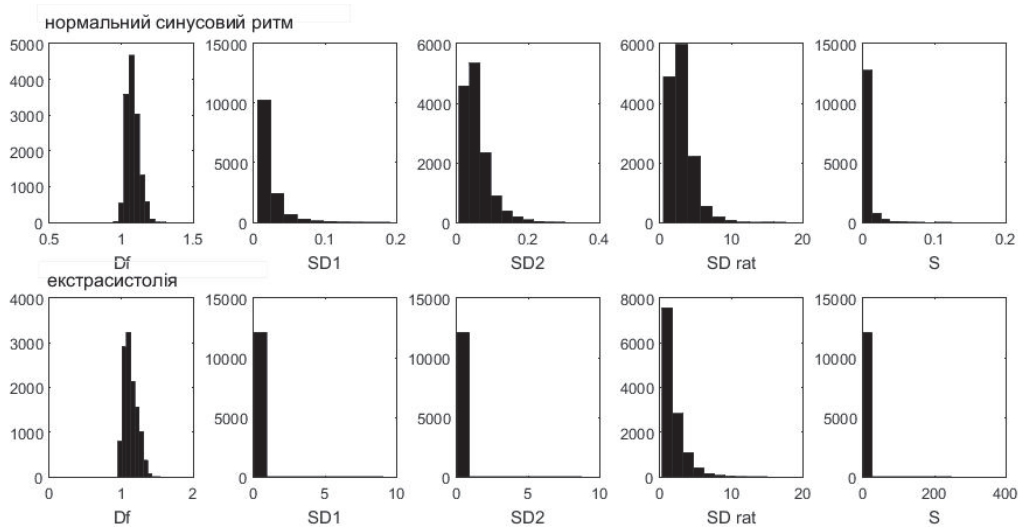 нормальний синусовий ритм
5000 15000 6000 6000 15000
4000
3000 10000 4000 4000 10000
2000 5000 2000 2000 5000
1000
0 0 0 0 0
0.5 1 1.5 0 0.1 0.2 0 0.2 0.4 0 10 20 0 0.1 0.2
Df SD1 SD2 SD rat S
екстрасистолія
4000 15000 15000 8000 15000
3000 10000 10000 6000 10000
2000 4000
1000 5000 5000 2000 5000
0 0 0 0 0
0 1 2 0 5 10 0 5 10 0 10 20 0 200 400
Df SD1 SD2 SD rat S